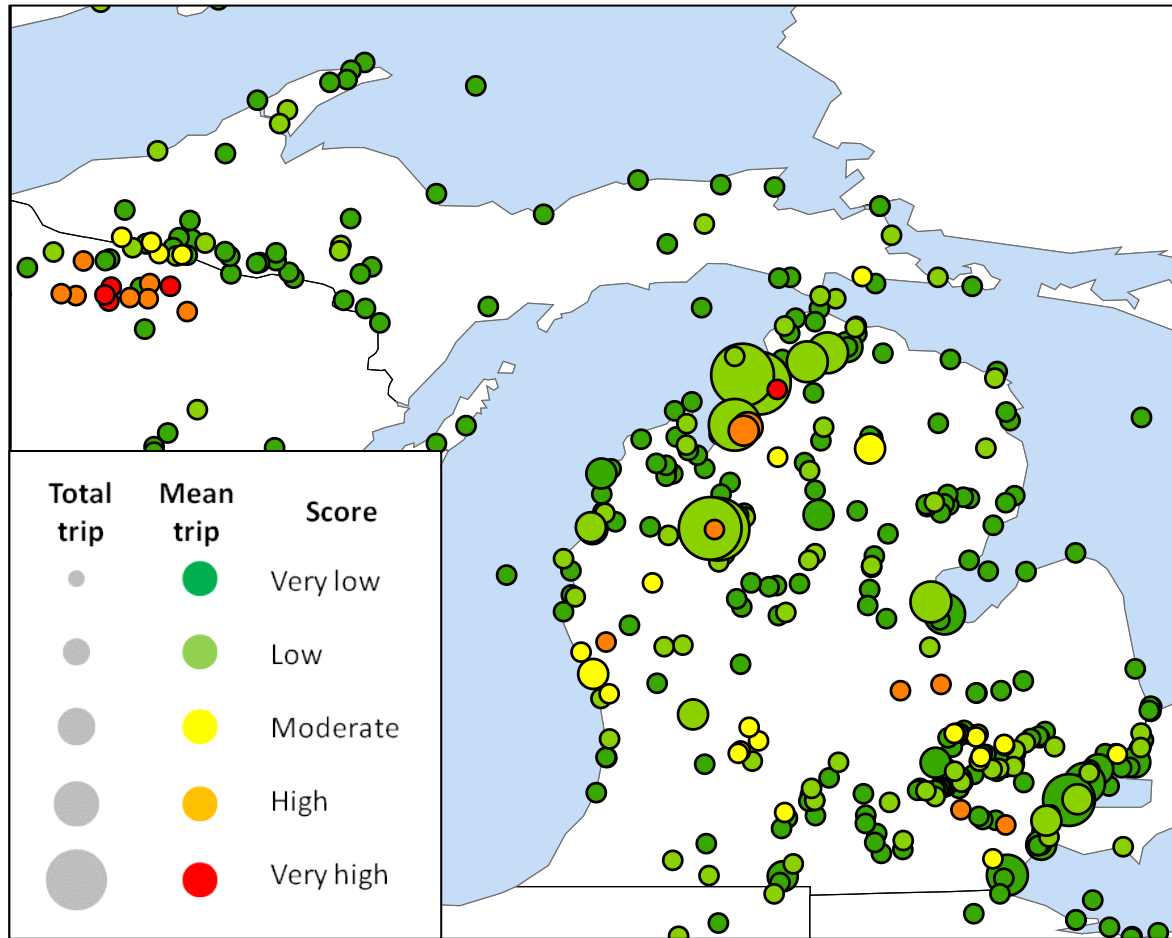 Total trip
Mean trip
Score
Very low
Low
Moderate
High
Very high